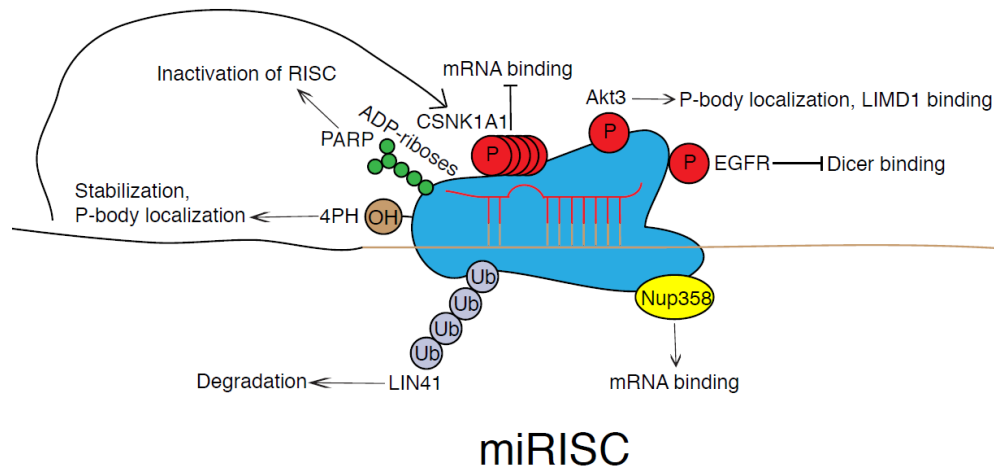 mRNA binding
Inactivation of RISC
Akt3
P-body localization, LIMD1 binding
CSNK1A1
ADP-riboses
PARP
P
P
P
EGFR
Dicer binding
Stabilization,
P-body localization
4PH
OH
Ub
Ub
Ub
Ub
Nup358
Degradation
LIN41
mRNA binding
miRISC